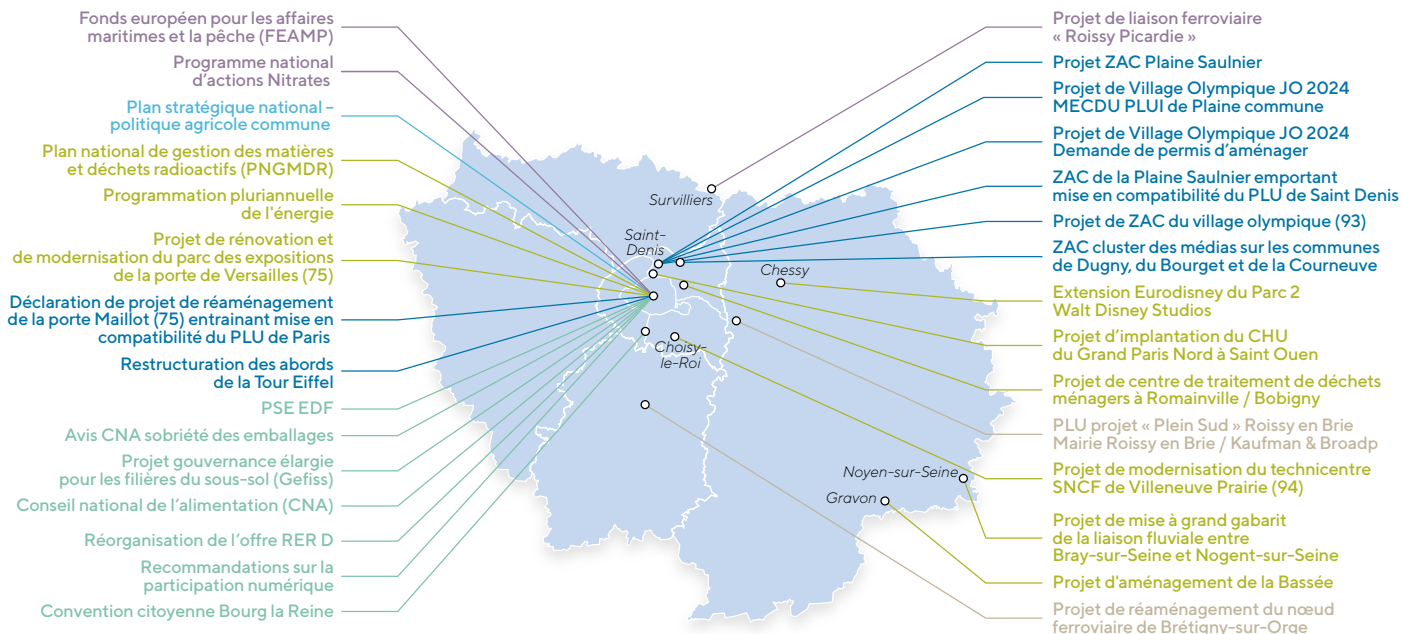 Fonds européen pour les affaires
maritimes et la pêche (FEAMP)
Programme national
d'actions Nitrates
Plan stratégique national –
politique agricole commune
Plan national de gestion des matières
et déchets radioactifs (PNGMDR)
Programmation pluriannuelle
de l'énergie
Projet de rénovation et
de modernisation du parc des expositions
de la porte de Versailles (75)
Déclaration de projet de réaménagement
de la porte Maillot (75) entrainant mise en
compatibilité du PLU de Paris
Restructuration des abords
de la Tour Eiffel
PSE EDF
Avis CNA sobriété des emballages
Projet gouvernance élargie
pour les filières du sous-sol (Gefiss)
Conseil national de l'alimentation (CNA)
Réorganisation de l'offre RER D
Recommandations sur la
participation numérique
Convention citoyenne Bourg la Reine
Survilliers
Saint-
Denis
Chessy
Choisy-
le-Roi
Noyen-sur-Seine
Gravon
Projet de liaison ferroviaire
« Roissy Picardie »
Projet ZAC Plaine Saulnier
Projet de Village Olympique JO 2024
MECDU PLUI de Plaine commune
Projet de Village Olympique JO 2024
Demande de permis d'aménager
ZAC de la Plaine Saulnier emportant
mise en compatibilité du PLU de Saint Denis
Projet de ZAC du village olympique (93)
ZAC cluster des médias sur les communes
de Dugny, du Bourget et de la Courneuve
Extension Eurodisney du Parc 2
Walt Disney Studios
Projet d'implantation du CHU
du Grand Paris Nord à Saint Ouen
Projet de centre de traitement de déchets
ménagers à Romainville / Bobigny
PLU projet « Plein Sud » Roissy en Brie
Mairie Roissy en Brie / Kaufman & Broadp
Projet de modernisation du technicentre
SNCF de Villeneuve Prairie (94)
Projet de mise à grand gabarit
de la liaison fluviale entre
Bray-sur-Seine et Nogent-sur-Seine
Projet d'aménagement de la Bassée
Projet de réaménagement du nœud
ferroviaire de Brétigny-sur-Orge